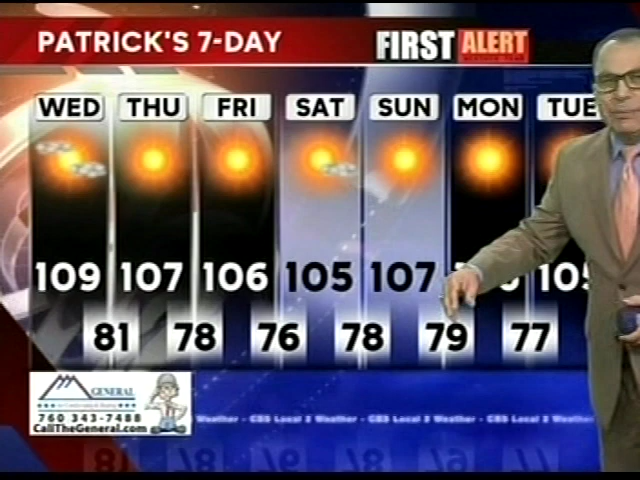 PATRICK'S 7-DAY FIRST ALERT
WED THU FRI SAT SUN MON TUE
109 107 106 105 107 105
81 78 76 78 79 77
GENERAL
760 343-7488
CallTheGeneral.com
Weather - CBS Local 2 Weather - CBS Local 2 Weather - CBS Local 2 Weather